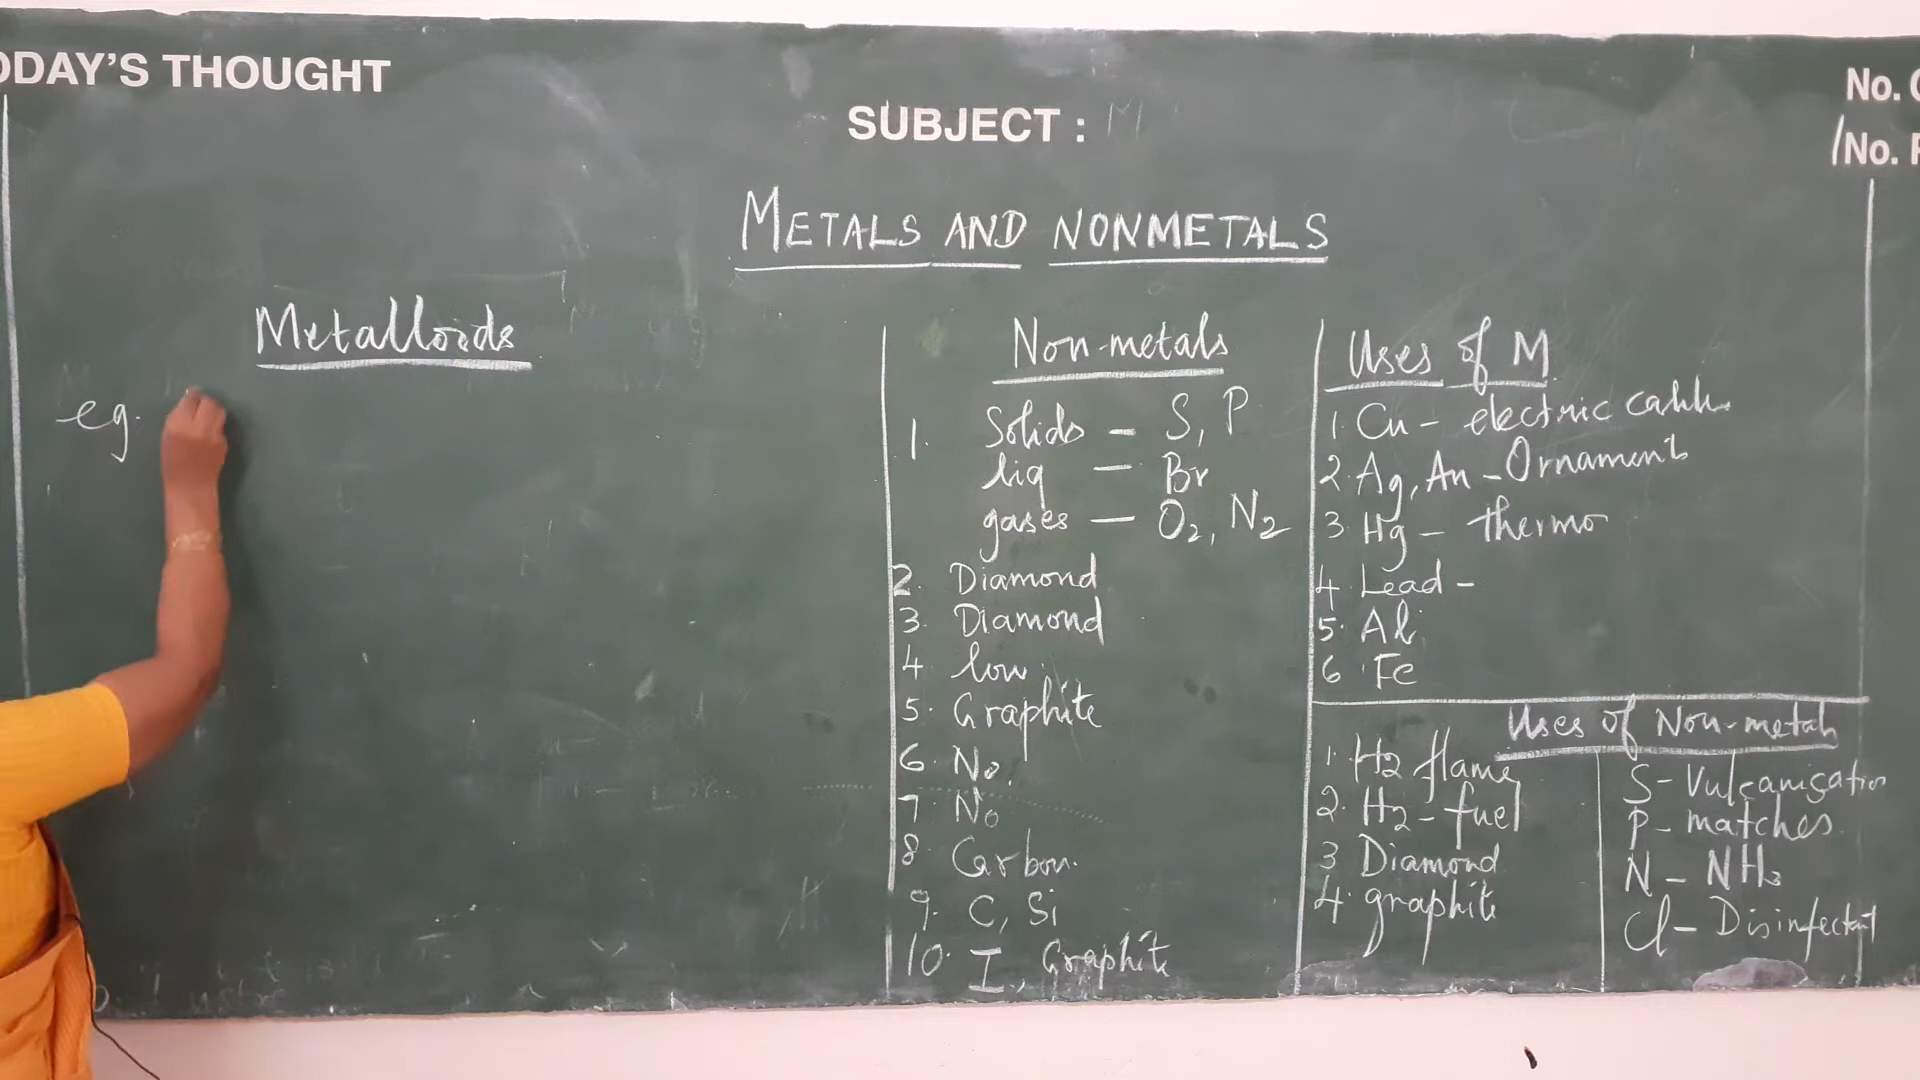 ODAY'S THOUGHT
SUBJECT : M
No.
No.
METALS AND NONMETALS
Metalloids
eg.
Non-metals
1. Solids - S, P
liq - Br
gases - O2, N2
2. Diamond
3. Diamond
4. low
5. Graphite
6. No.
7. No
8. Carbon.
9. C, Si
10. I, Graphite
Uses of M
1. Cu - electric
2. Ag, Au - Ornaments
3 Hg - thermo
4 Lead -
5. Al
6 Fe
Uses of Non-metals
1. H2 flame
2. H2 - fuel
3 Diamond
4. graphite
S - Vulcanisation
P - matches
N - NH3
Cl - Disinfectant